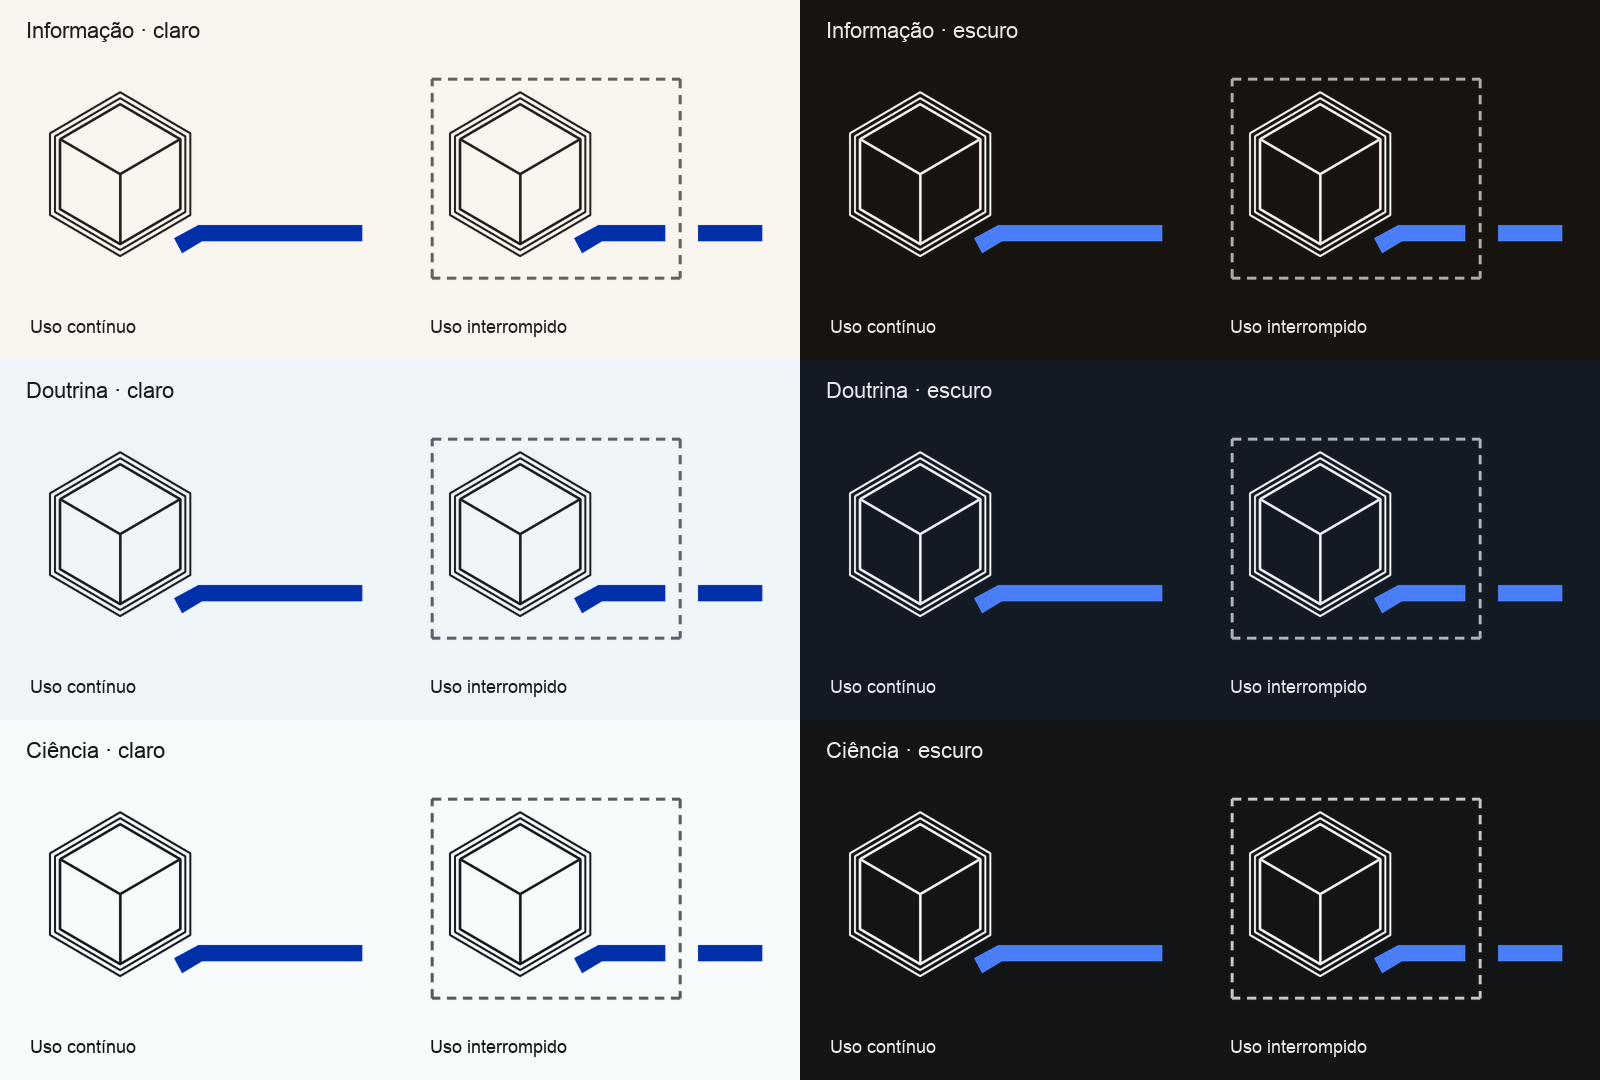 Informação · claro
Uso contínuo
Uso interrompido
Informação · escuro
Uso contínuo
Uso interrompido
Doutrina · claro
Uso contínuo
Uso interrompido
Doutrina · escuro
Uso contínuo
Uso interrompido
Ciência · claro
Uso contínuo
Uso interrompido
Ciência · escuro
Uso contínuo
Uso interrompido